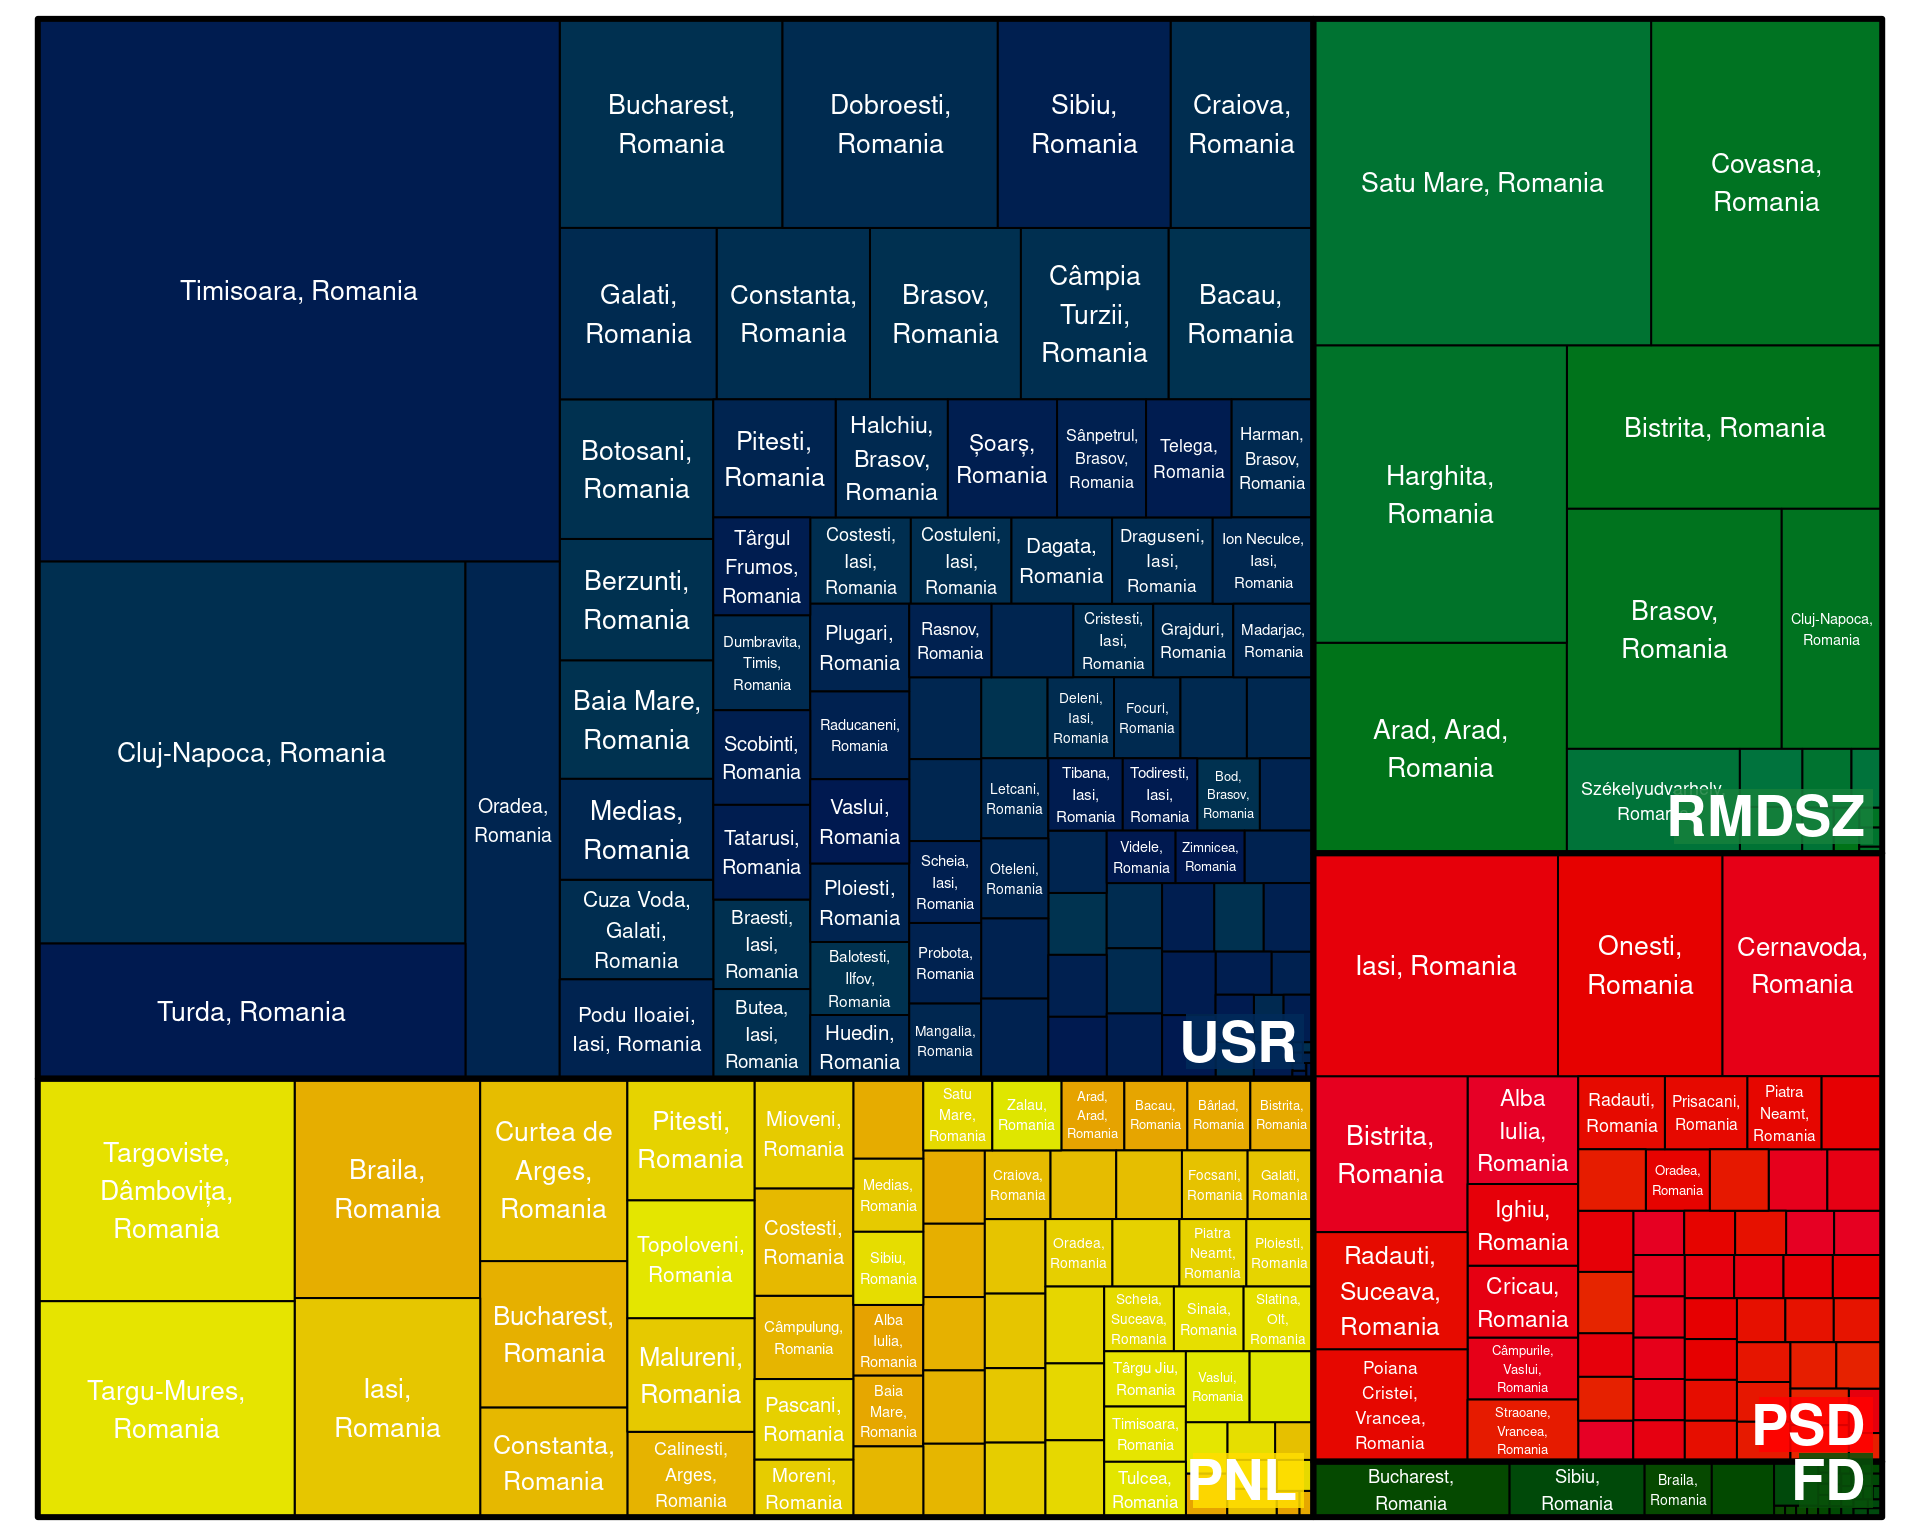 Timisoara, Romania
Cluj-Napoca, Romania
Turda, Romania
Oradea,
Romania
Bucharest,
Romania
Dobroesti,
Romania
Sibiu,
Romania
Craiova,
Romania
Galati,
Romania
Constanta,
Romania
Brasov,
Romania
Câmpia
Turzii,
Romania
Bacau,
Romania
Botosani,
Romania
Berzunti,
Romania
Baia Mare,
Romania
Medias,
Romania
Cuza Voda,
Galati,
Romania
Podu Iloaiei,
Iasi, Romania
Pitesti,
Romania
Halchiu,
Brasov,
Romania
Șoarș,
Romania
Sânpetrul,
Brasov,
Romania
Telega,
Romania
Harman,
Brasov,
Romania
Târgul
Frumos,
Romania
Dumbravita,
Timis,
Romania
Scobinti,
Romania
Tatarusi,
Romania
Braesti,
Iasi,
Romania
Butea,
Iasi,
Romania
Costesti,
Iasi,
Romania
Costuleni,
Iasi,
Romania
Dagata,
Romania
Draguseni,
Iasi,
Romania
Ion Neculce,
Iasi,
Romania
Plugari,
Romania
Raducaneni,
Romania
Vaslui,
Romania
Ploiesti,
Romania
Balotesti,
Ilfov,
Romania
Huedin,
Romania
Rasnov,
Romania
Cristesti,
Iasi,
Romania
Grajduri,
Romania
Madarjac,
Romania
Scheia,
Iasi,
Romania
Probota,
Romania
Mangalia,
Romania
Letcani,
Romania
Oteleni,
Romania
Deleni,
Iasi,
Romania
Focuri,
Romania
Tibana,
Iasi,
Romania
Todiresti,
Iasi,
Romania
Bod,
Brasov,
Romania
Videle,
Romania
Zimnicea,
Romania
USR
Satu Mare, Romania
Covasna,
Romania
Harghita,
Romania
Arad, Arad,
Romania
Bistrita, Romania
Brasov,
Romania
Cluj-Napoca,
Romania
Székelyudvarhely,
RMDSZ
Targoviste,
Dâmbovița,
Romania
Targu-Mures,
Romania
Braila,
Romania
Iasi,
Romania
Curtea de
Arges,
Romania
Bucharest,
Romania
Constanta,
Romania
Pitesti,
Romania
Topoloveni,
Romania
Malureni,
Romania
Calinesti,
Arges,
Romania
Mioveni,
Romania
Costesti,
Romania
Câmpulung,
Romania
Pascani,
Romania
Moreni,
Romania
Medias,
Romania
Sibiu,
Romania
Alba
Iulia,
Romania
Baia
Mare,
Romania
Satu
Mare,
Romania
Zalau,
Romania
Arad,
Arad,
Romania
Bacau,
Romania
Bârlad,
Romania
Bistrita,
Romania
Craiova,
Romania
Focsani,
Romania
Galati,
Romania
Oradea,
Romania
Piatra
Neamt,
Romania
Ploiesti,
Romania
Scheia,
Suceava,
Romania
Sinaia,
Romania
Slatina,
Olt,
Romania
Târgu Jiu,
Romania
Vaslui,
Romania
Timisoara,
Romania
Tulcea,
Romania
PNL
Iasi, Romania
Onesti,
Romania
Cernavoda,
Romania
Bistrita,
Romania
Radauti,
Suceava,
Romania
Poiana
Cristei,
Vrancea,
Romania
Alba
Iulia,
Romania
Ighiu,
Romania
Cricau,
Romania
Câmpurile,
Vaslui,
Romania
Straoane,
Vrancea,
Romania
Radauti,
Romania
Prisacani,
Romania
Piatra
Neamt,
Romania
Oradea,
Romania
PSD
Bucharest,
Romania
Sibiu,
Romania
Braila,
Romania
FD